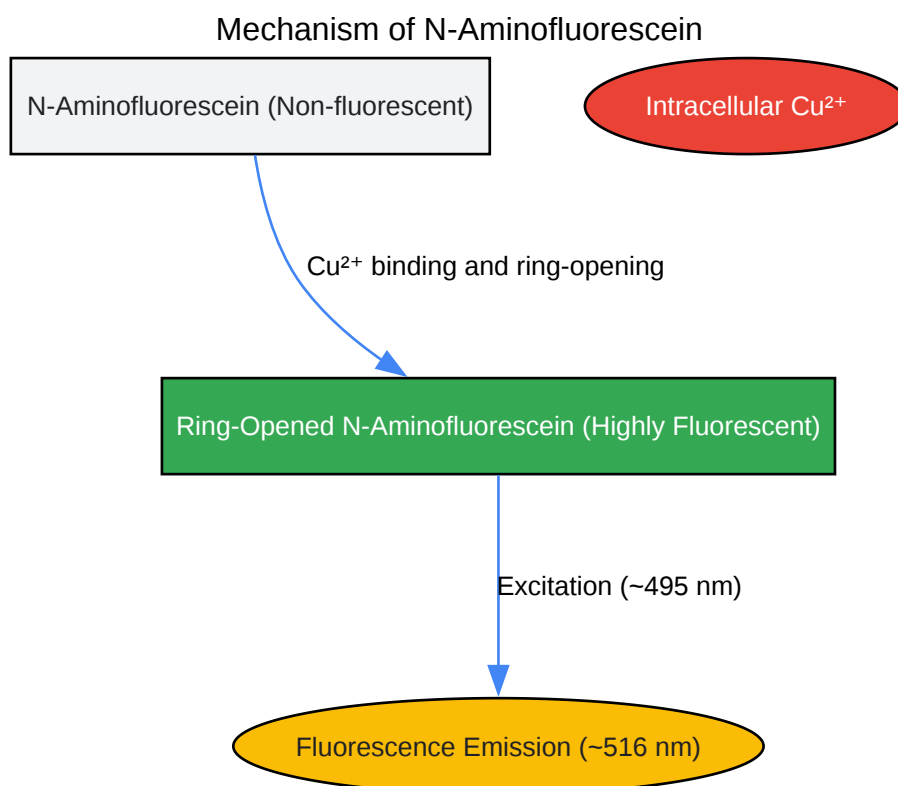 Mechanism of N-Aminofluorescein
N-Aminofluorescein (Non-fluorescent)
Intracellular Cu²⁺
Cu²⁺ binding and ring-opening
Ring-Opened N-Aminofluorescein (Highly Fluorescent)
Excitation (~495 nm)
Fluorescence Emission (~516 nm)